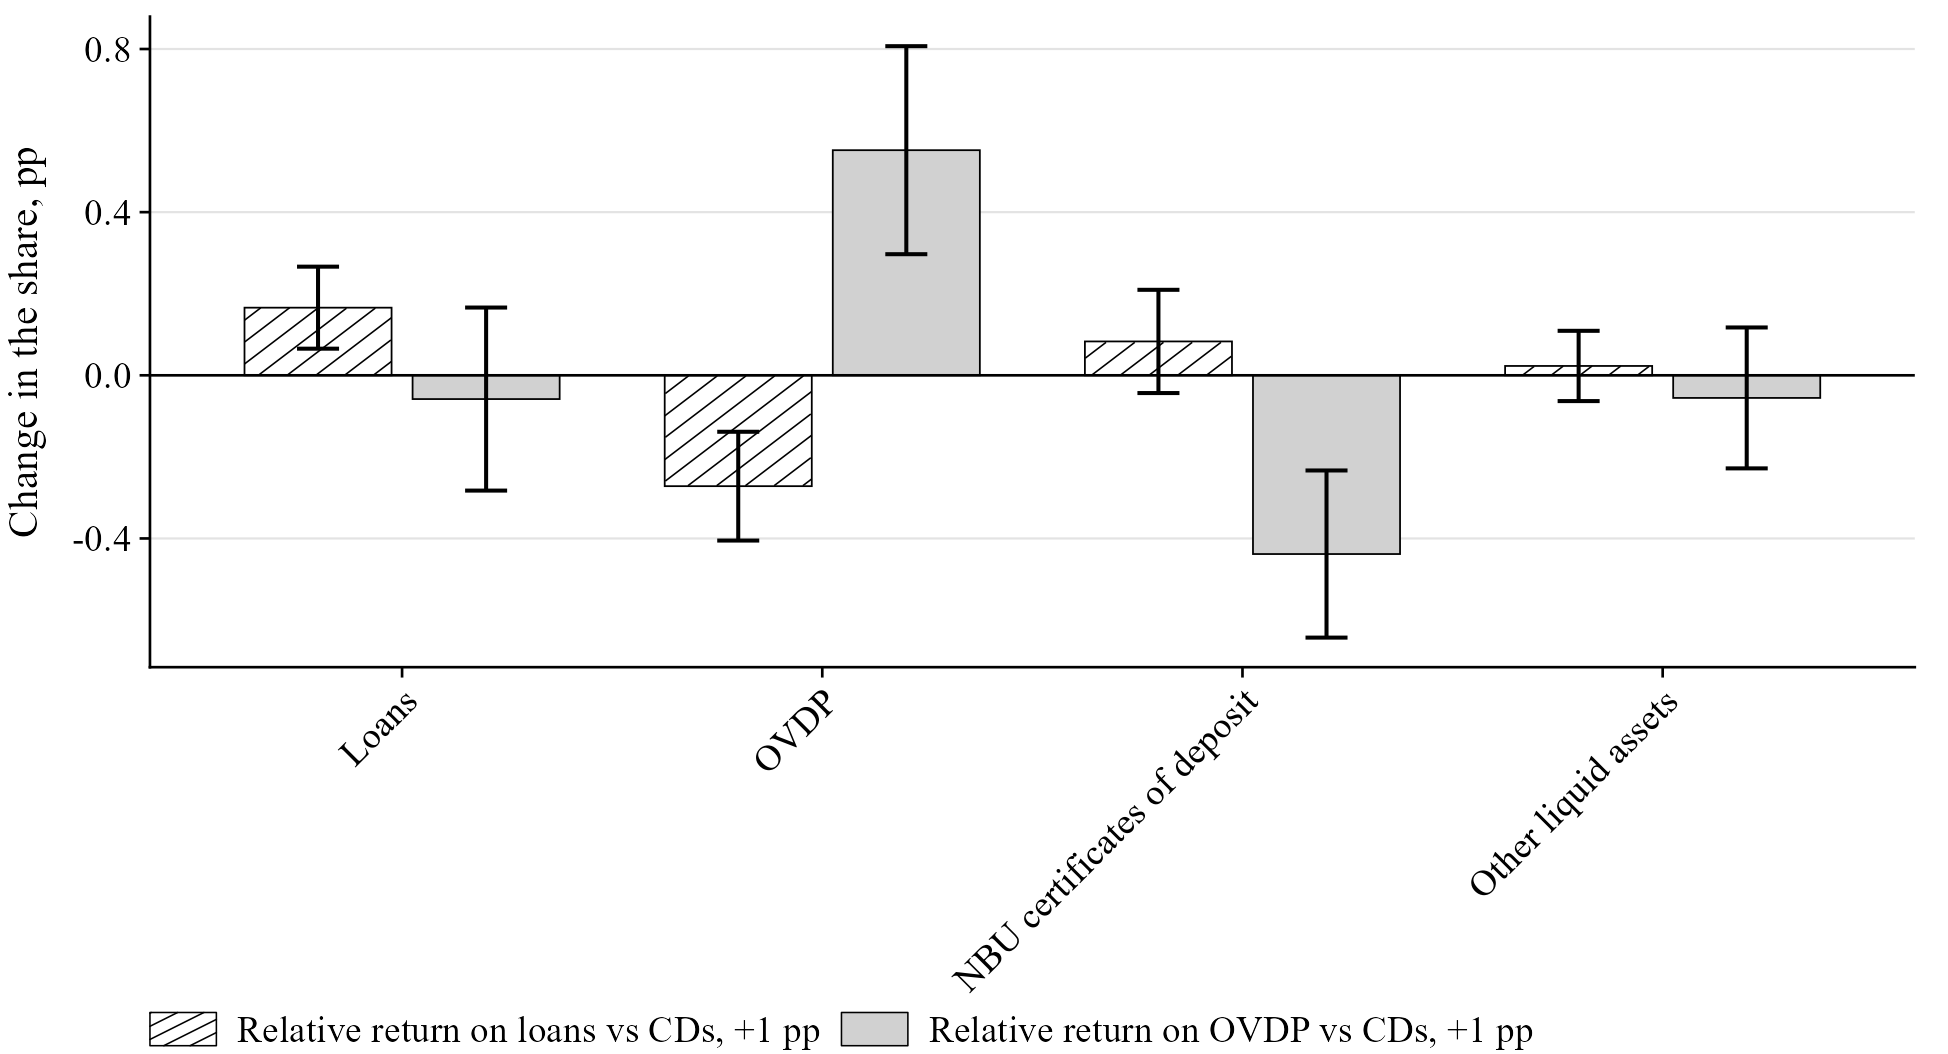 Change in the share, pp
0.8
0.4
0.0
-0.4
Loans
OVDP
NBU certificates of deposit
Other liquid assets
Relative return on loans vs CDs, +1 pp
Relative return on OVDP vs CDs, +1 pp